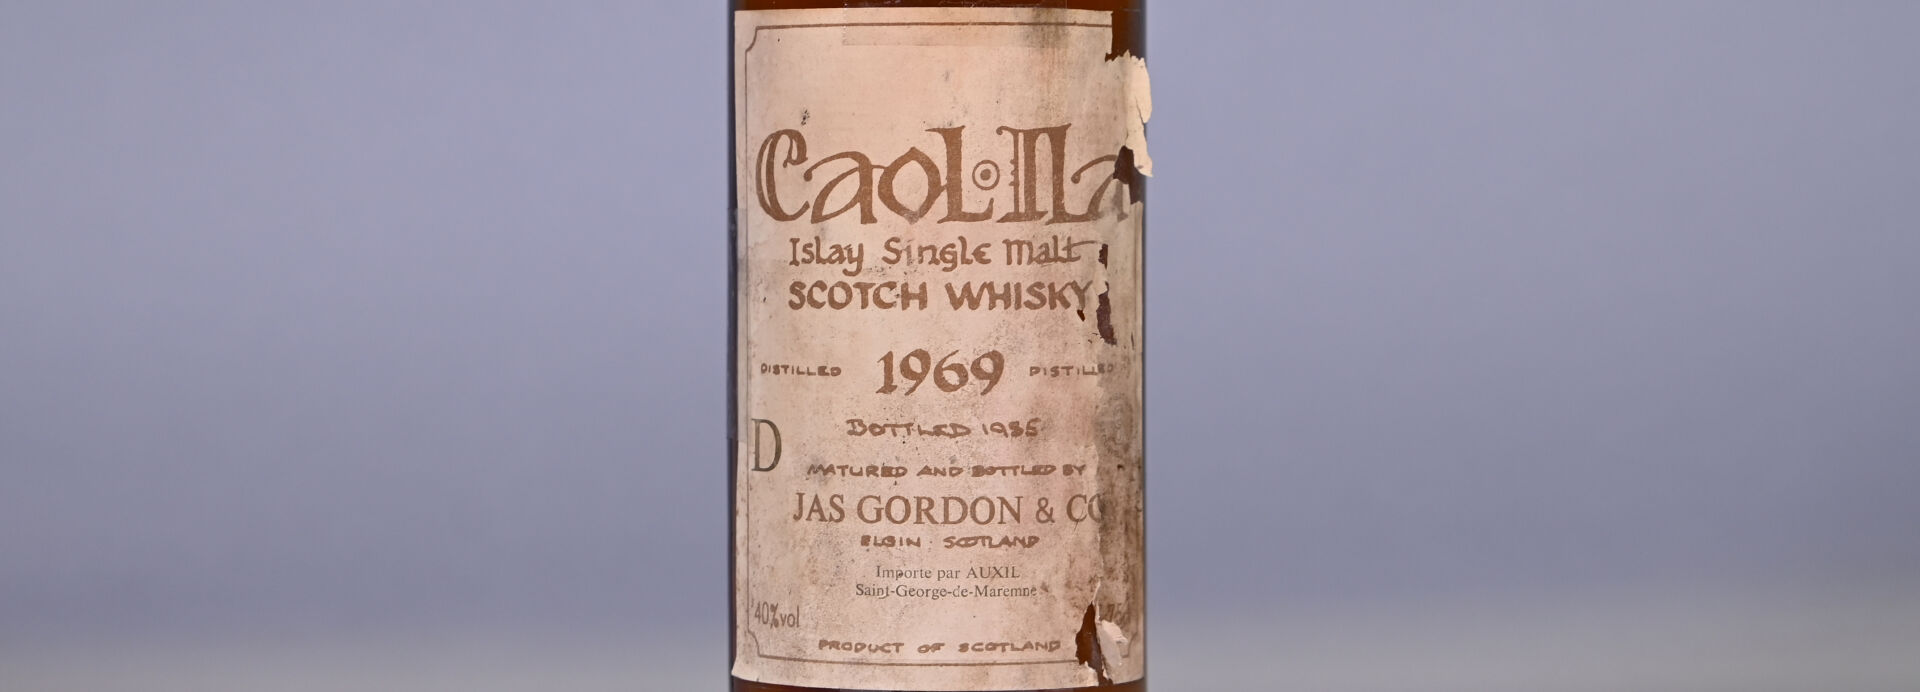 Caol·Ila
Islay Single Malt
SCOTCH WHISKY
DISTILLED 1969 DISTILLED
BOTTLED 1985
D
MATURED AND BOTTLED BY
JAS GORDON & CO
ELGIN · SCOTLAND
Importe par AUXIL
Saint-George-de-Maremne
40%vol
PRODUCT OF SCOTLAND